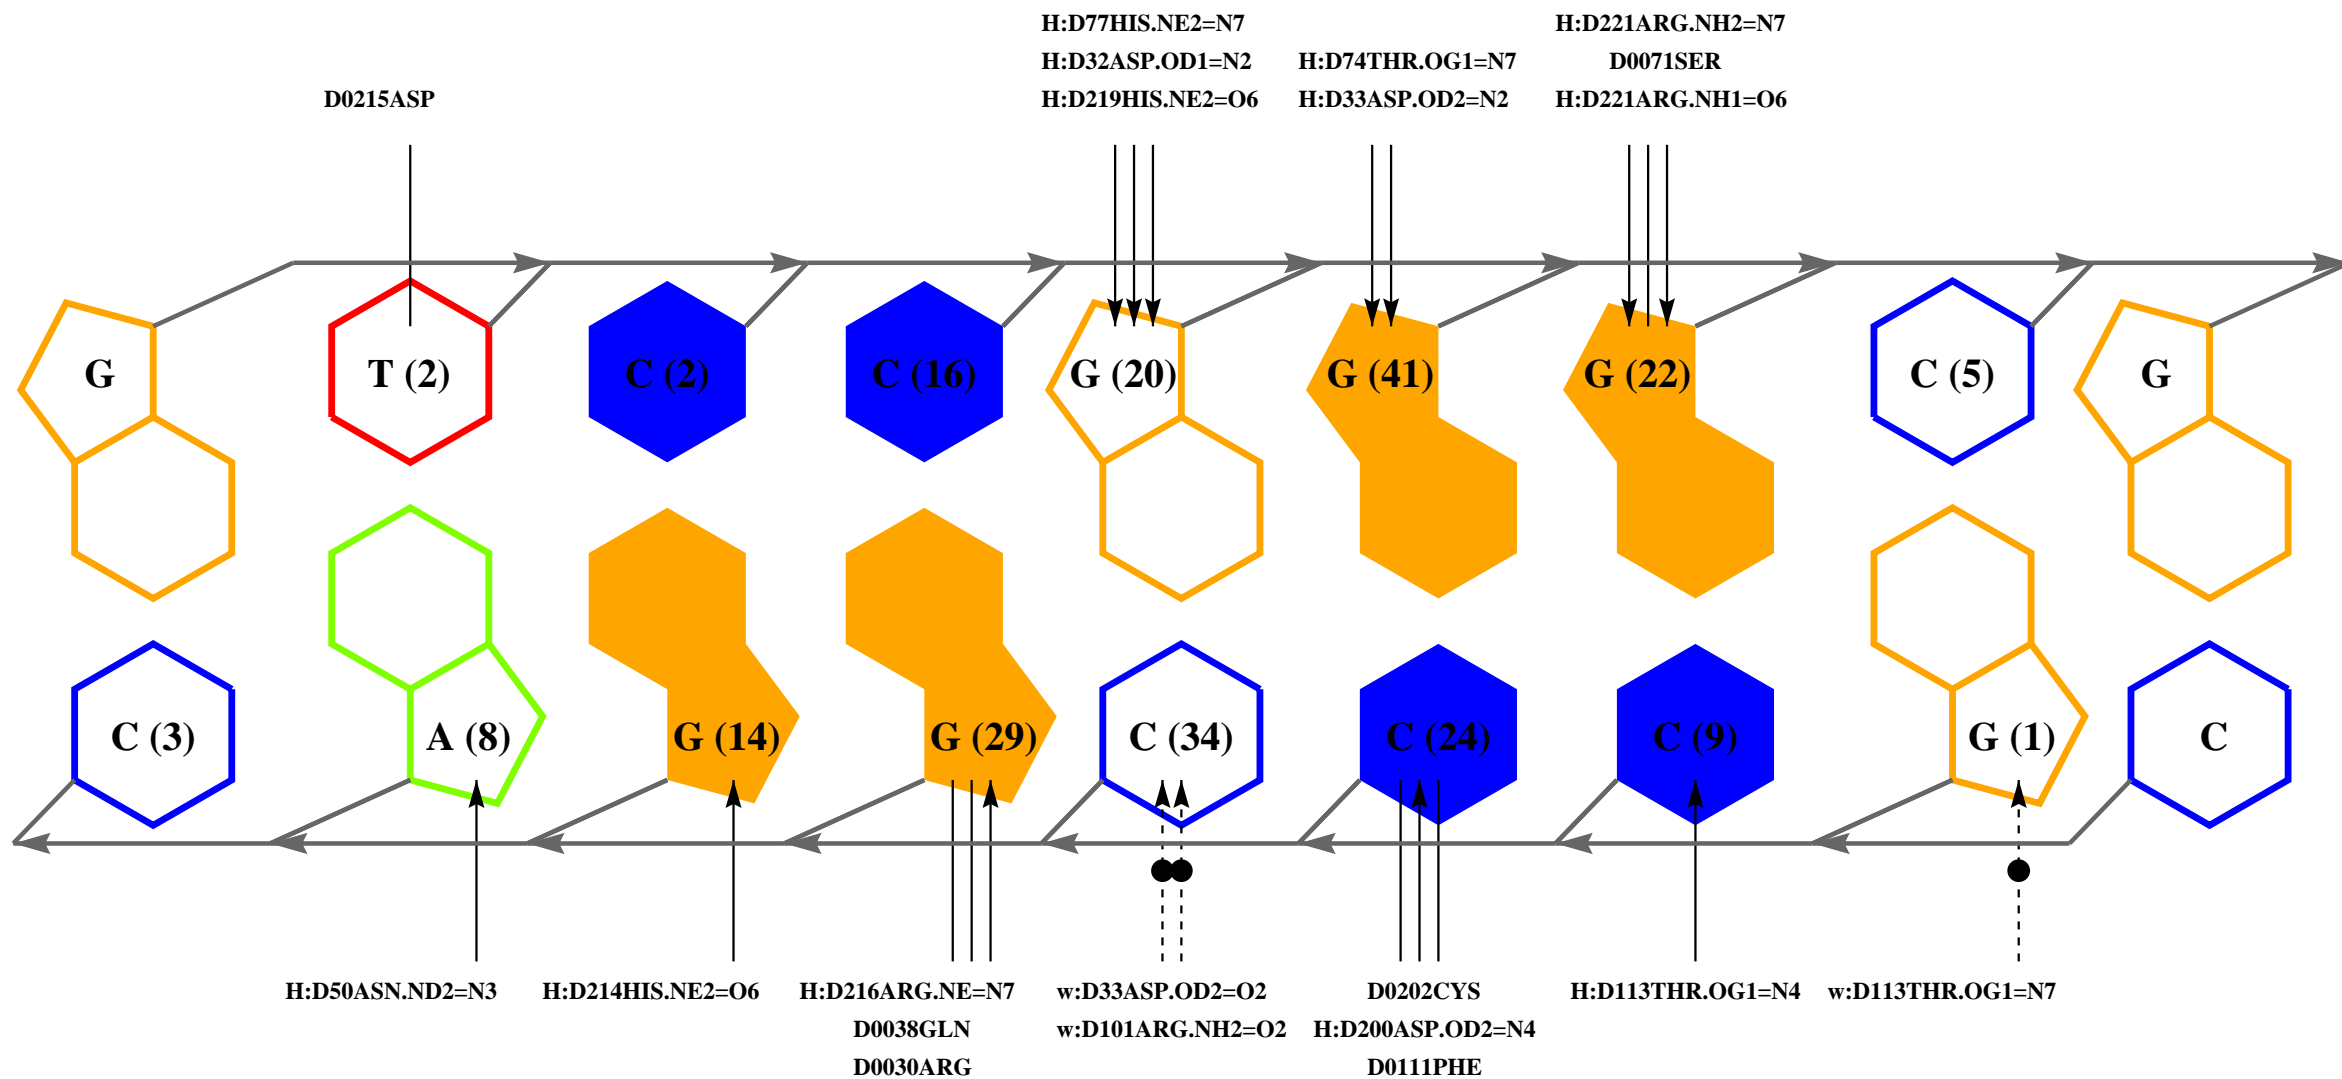 H:D77HIS.NE2=N7 H:D221ARG.NH2=N7
H:D32ASP.OD1=N2 H:D74THR.OG1=N7 D0071SER
D0215ASP H:D219HIS.NE2=O6 H:D33ASP.OD2=N2 H:D221ARG.NH1=O6
G T (2) C (2) C (16) G (20) G (41) G (22) C (5) G
C (3) A (8) G (14) G (29) C (34) C (24) C (9) G (1) C
H:D50ASN.ND2=N3 H:D214HIS.NE2=O6 H:D216ARG.NE=N7 w:D33ASP.OD2=O2 D0202CYS H:D113THR.OG1=N4 w:D113THR.OG1=N7
D0038GLN w:D101ARG.NH2=O2 H:D200ASP.OD2=N4
D0030ARG D0111PHE